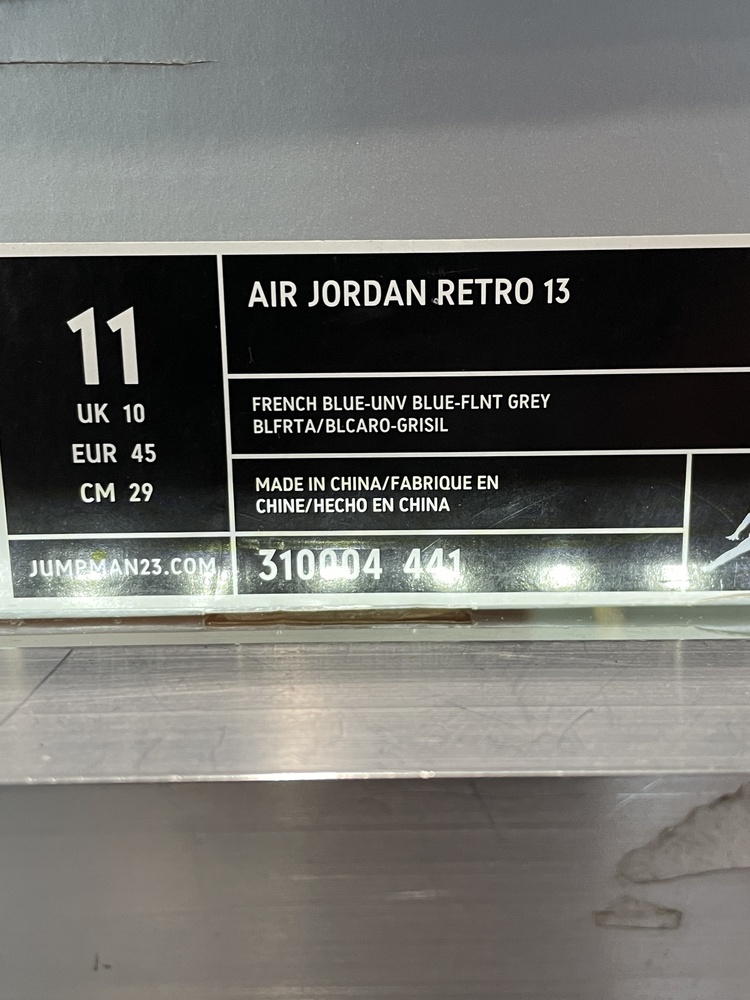 11
UK 10
EUR 45
CM 29
JUMPMAN23.COM
AIR JORDAN RETRO 13
FRENCH BLUE-UNV BLUE-FLNT GREY
BLFRTA/BLCARO-GRISIL
MADE IN CHINA/FABRIQUE EN
CHINE/HECHO EN CHINA
310004 441